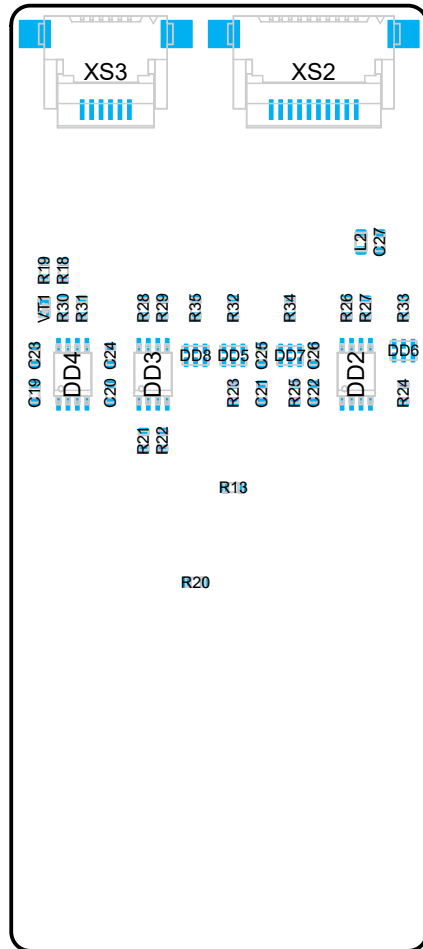 XS3 XS2
L2 C27
R19 R18
VT1 R30 R31 R28 R29 R35 R32 R34 R26 R27 R33
C23 DD4 C24 DD3 DD8 DD5 C25 DD7 C26 DD2 DD6
C19 C20 R23 C21 R25 C22 R24
R21 R22
R13
R20